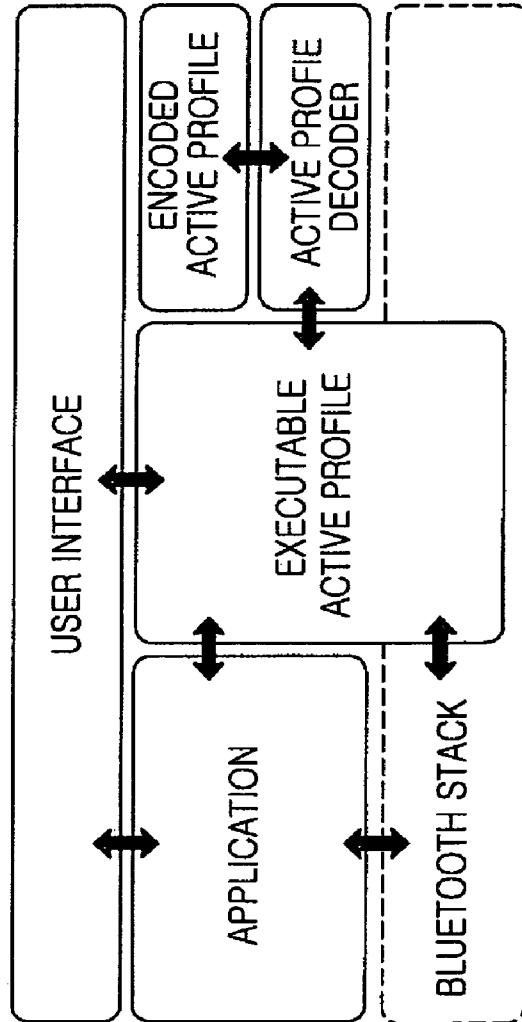 USER INTERFACE
APPLICATION
EXECUTABLE
ACTIVE PROFILE
ENCODED
ACTIVE PROFILE
ACTIVE PROFIE
DECODER
BLUETOOTH STACK